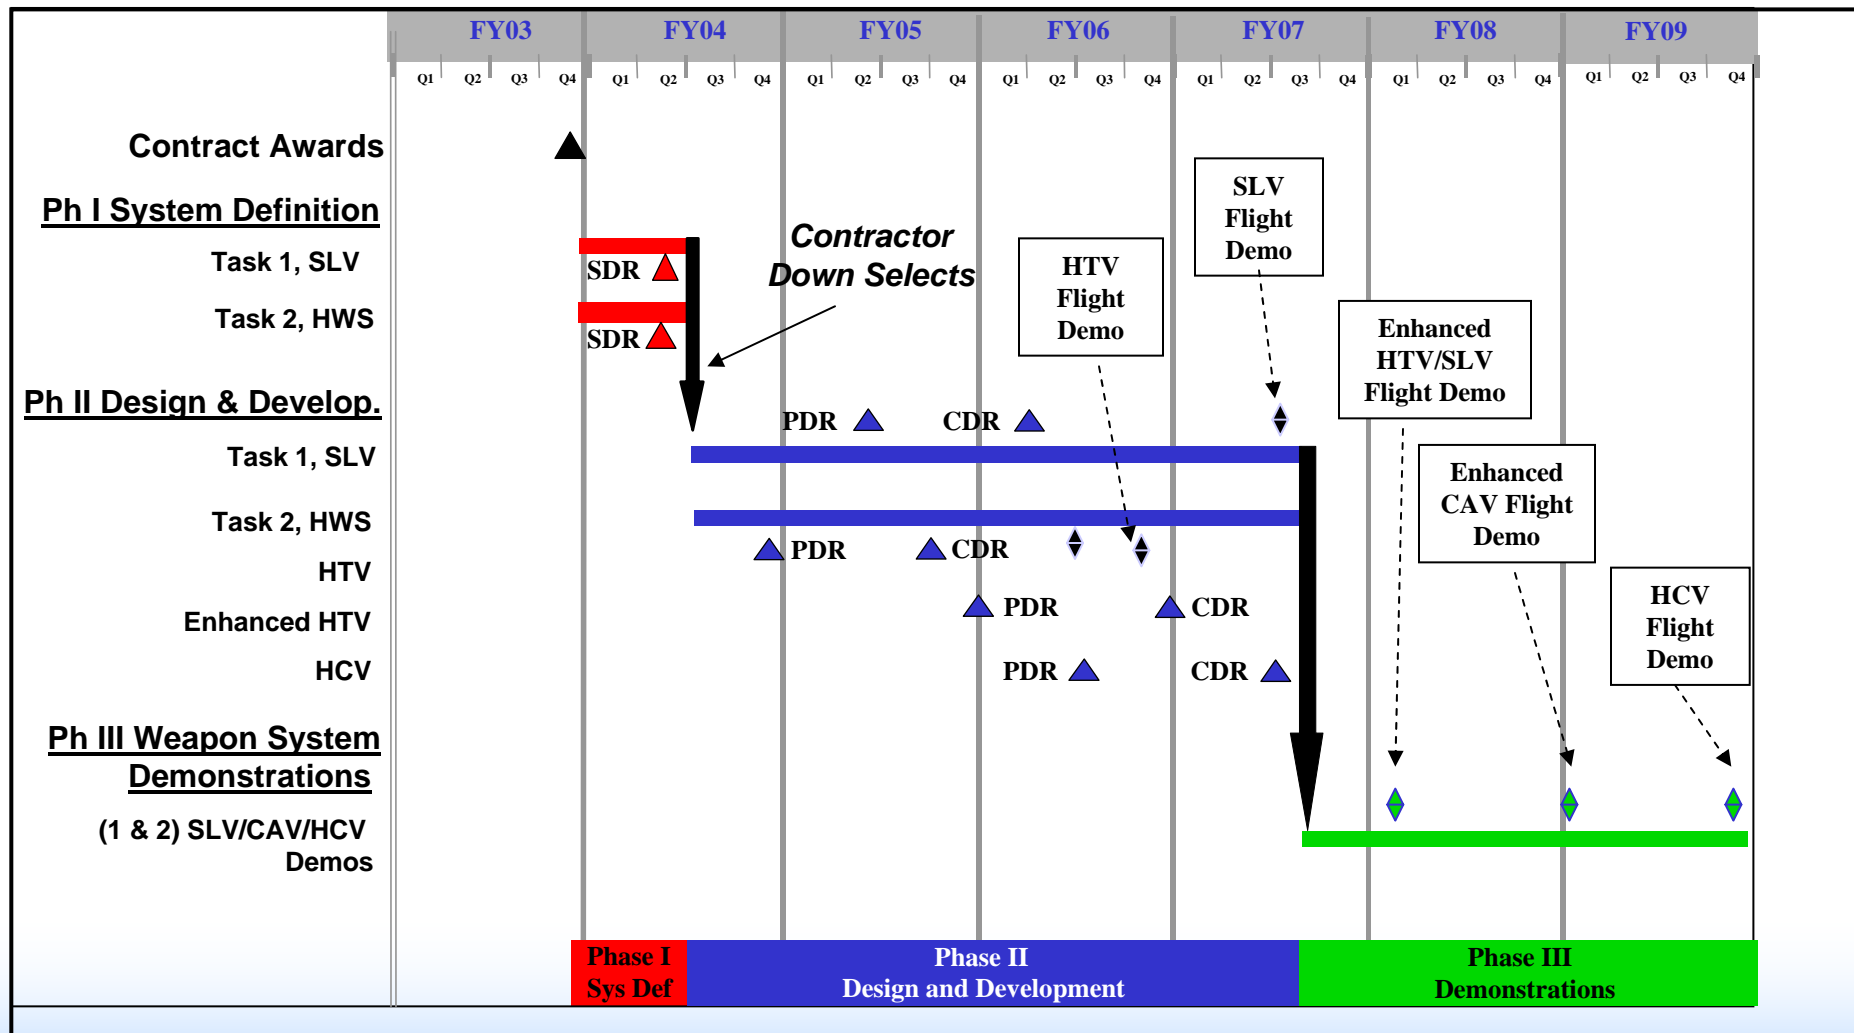 FY03 FY04 FY05 FY06 FY07 FY08 FY09
Q1 Q2 Q3 Q4 Q1 Q2 Q3 Q4 Q1 Q2 Q3 Q4 Q1 Q2 Q3 Q4 Q1 Q2 Q3 Q4 Q1 Q2 Q3 Q4 Q1 Q2 Q3 Q4
Contract Awards
Ph I System Definition
Task 1, SLV
SDR
Task 2, HWS
SDR
Contractor
Down Selects
HTV
Flight
Demo
SLV
Flight
Demo
Enhanced
HTV/SLV
Flight Demo
Enhanced
CAV Flight
Demo
HCV
Flight
Demo
Ph II Design & Develop.
PDR CDR
Task 1, SLV
Task 2, HWS
PDR CDR
HTV
Enhanced HTV
PDR CDR
HCV
PDR CDR
Ph III Weapon System
Demonstrations
(1 & 2) SLV/CAV/HCV
Demos
Phase I
Sys Def
Phase II
Design and Development
Phase III
Demonstrations